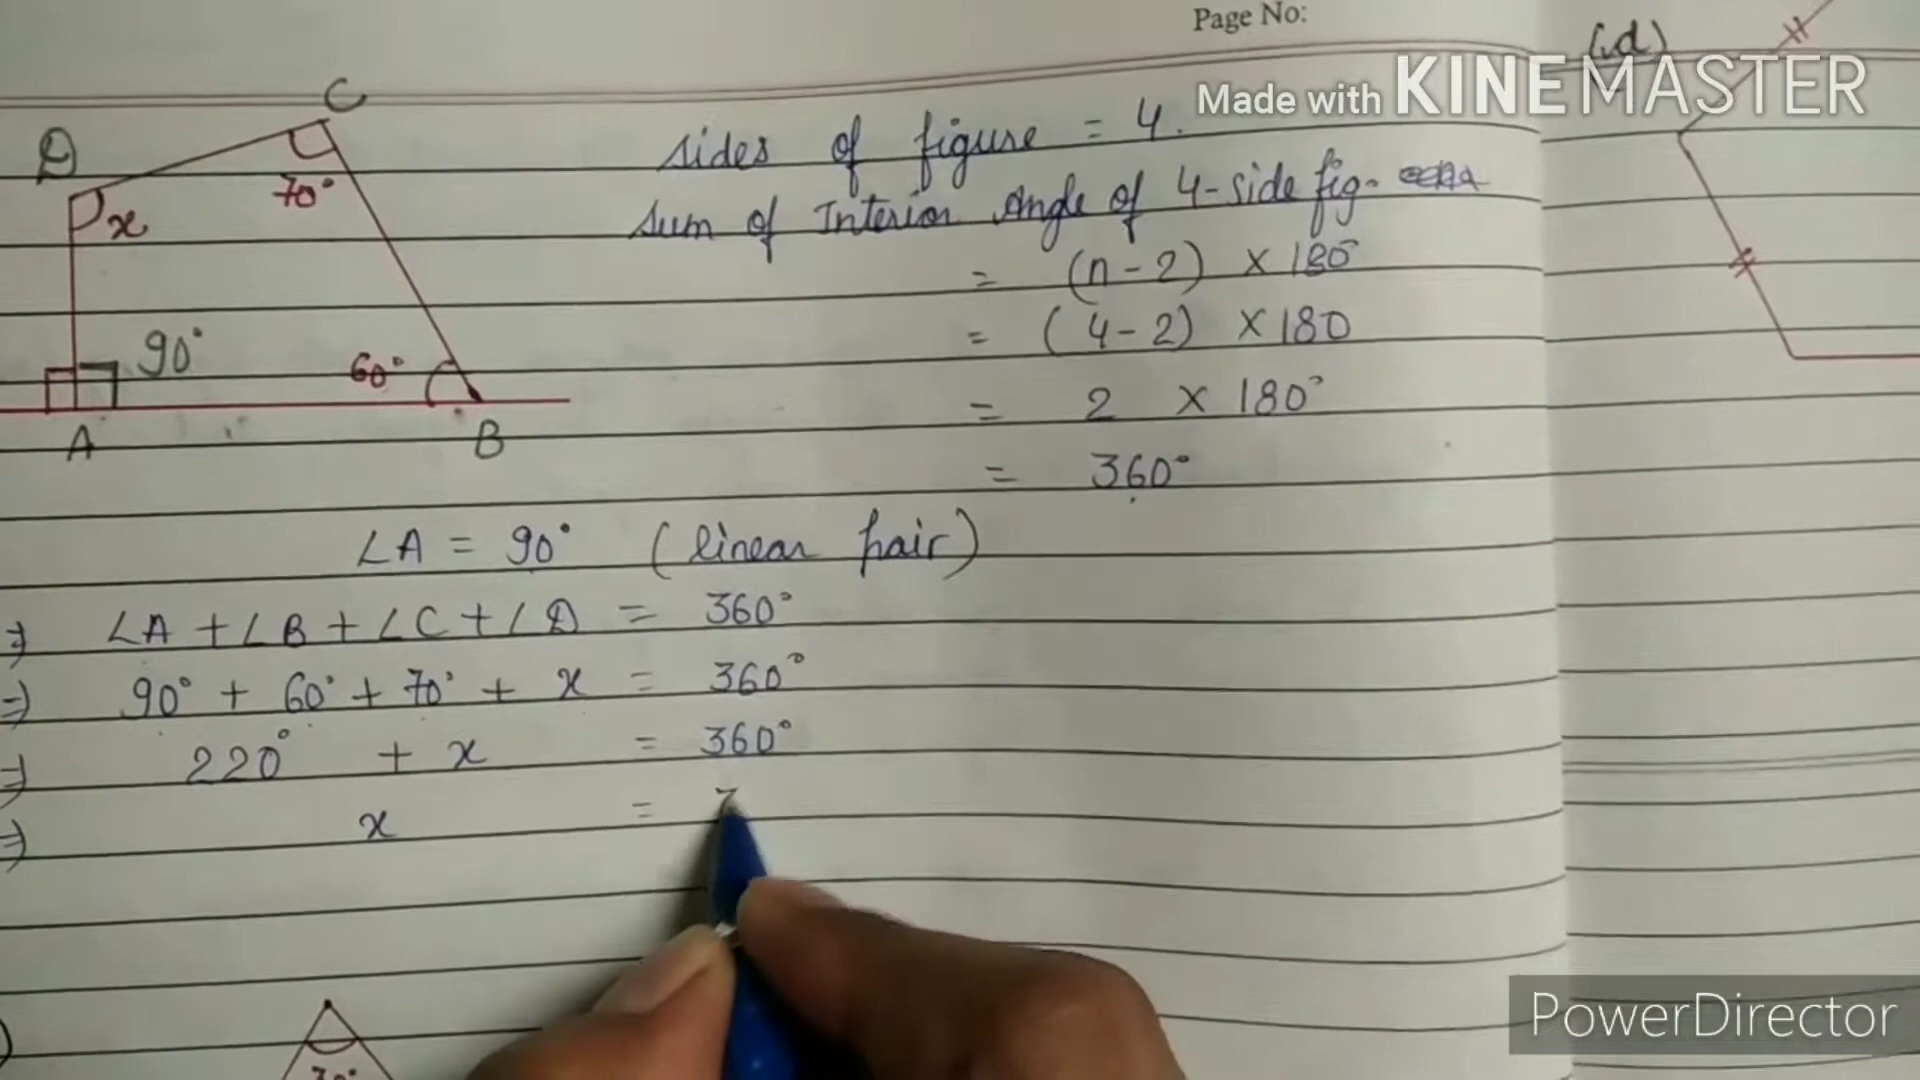 Page No:
(d)
Made with KINEMASTER
C
D
70°
x
90°
60°
A
B
sides of figure = 4.
Sum of Interior Angle of 4-side fig-
= (n-2) × 180°
= (4-2) × 180
= 2 × 180°
= 360°
∠A = 90° (linear pair)
⇒ ∠A + ∠B + ∠C + ∠D = 360°
⇒ 90° + 60° + 70° + x = 360°
⇒ 220° + x = 360°
⇒ x =
70°
PowerDirector